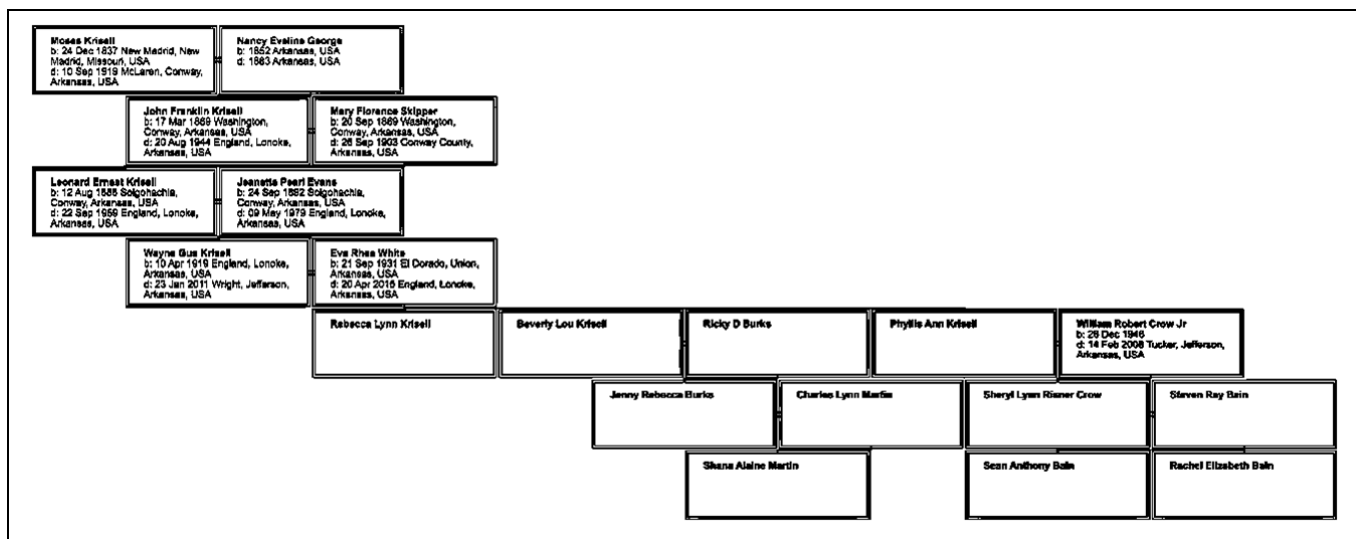 Moses Krisell
b: 24 Dec 1837 New Madrid, New
Madrid, Missouri, USA
d: 10 Sep 1919 McLaren, Conway,
Arkansas, USA
Nancy Eveline George
b: 1852 Arkansas, USA
d: 1883 Arkansas, USA
John Franklin Krisell
b: 17 Mar 1869 Washington,
Conway, Arkansas, USA
d: 20 Aug 1944 England, Lonoke,
Arkansas, USA
Mary Florence Skipper
b: 20 Sep 1869 Washington,
Conway, Arkansas, USA
d: 26 Sep 1903 Conway County,
Arkansas, USA
Leonard Ernest Krisell
b: 12 Aug 1888 Solgohachia,
Conway, Arkansas, USA
d: 22 Sep 1959 England, Lonoke,
Arkansas, USA
Jeanette Pearl Evans
b: 24 Sep 1892 Solgohachia,
Conway, Arkansas, USA
d: 09 May 1979 England, Lonoke,
Arkansas, USA
Wayne Gus Krisell
b: 10 Apr 1919 England, Lonoke,
Arkansas, USA
d: 23 Jan 2011 Wright, Jefferson,
Arkansas, USA
Eva Rhea White
b: 21 Sep 1931 El Dorado, Union,
Arkansas, USA
d: 20 Apr 2015 England, Lonoke,
Arkansas, USA
Rebecca Lynn Krisell
Beverly Lou Krisell
Ricky D Burks
Phyllis Ann Krisell
William Robert Crow Jr
b: 28 Dec 1946
d: 14 Feb 2008 Tucker, Jefferson,
Arkansas, USA
Jenny Rebecca Burks
Charles Lynn Martin
Sheryl Lynn Risner Crow
Steven Ray Bain
Shana Alaine Martin
Sean Anthony Bain
Rachel Elizabeth Bain